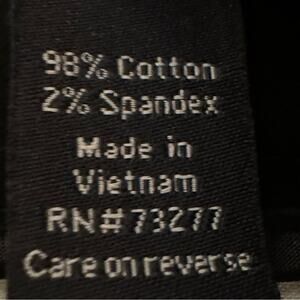 98% Cotton
2% Spandex
Made in
Vietnam
RN#73277
Care on reverse